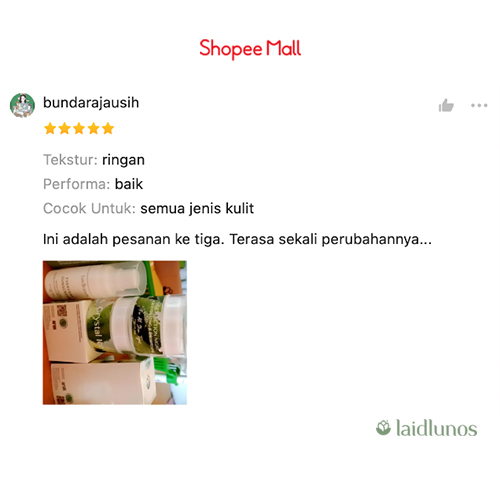 Shopee Mall
bundarajausih
Tekstur: ringan
Performa: baik
Cocok Untuk: semua jenis kulit
Ini adalah pesanan ke tiga. Terasa sekali perubahannya...
Crystal
laidlunos